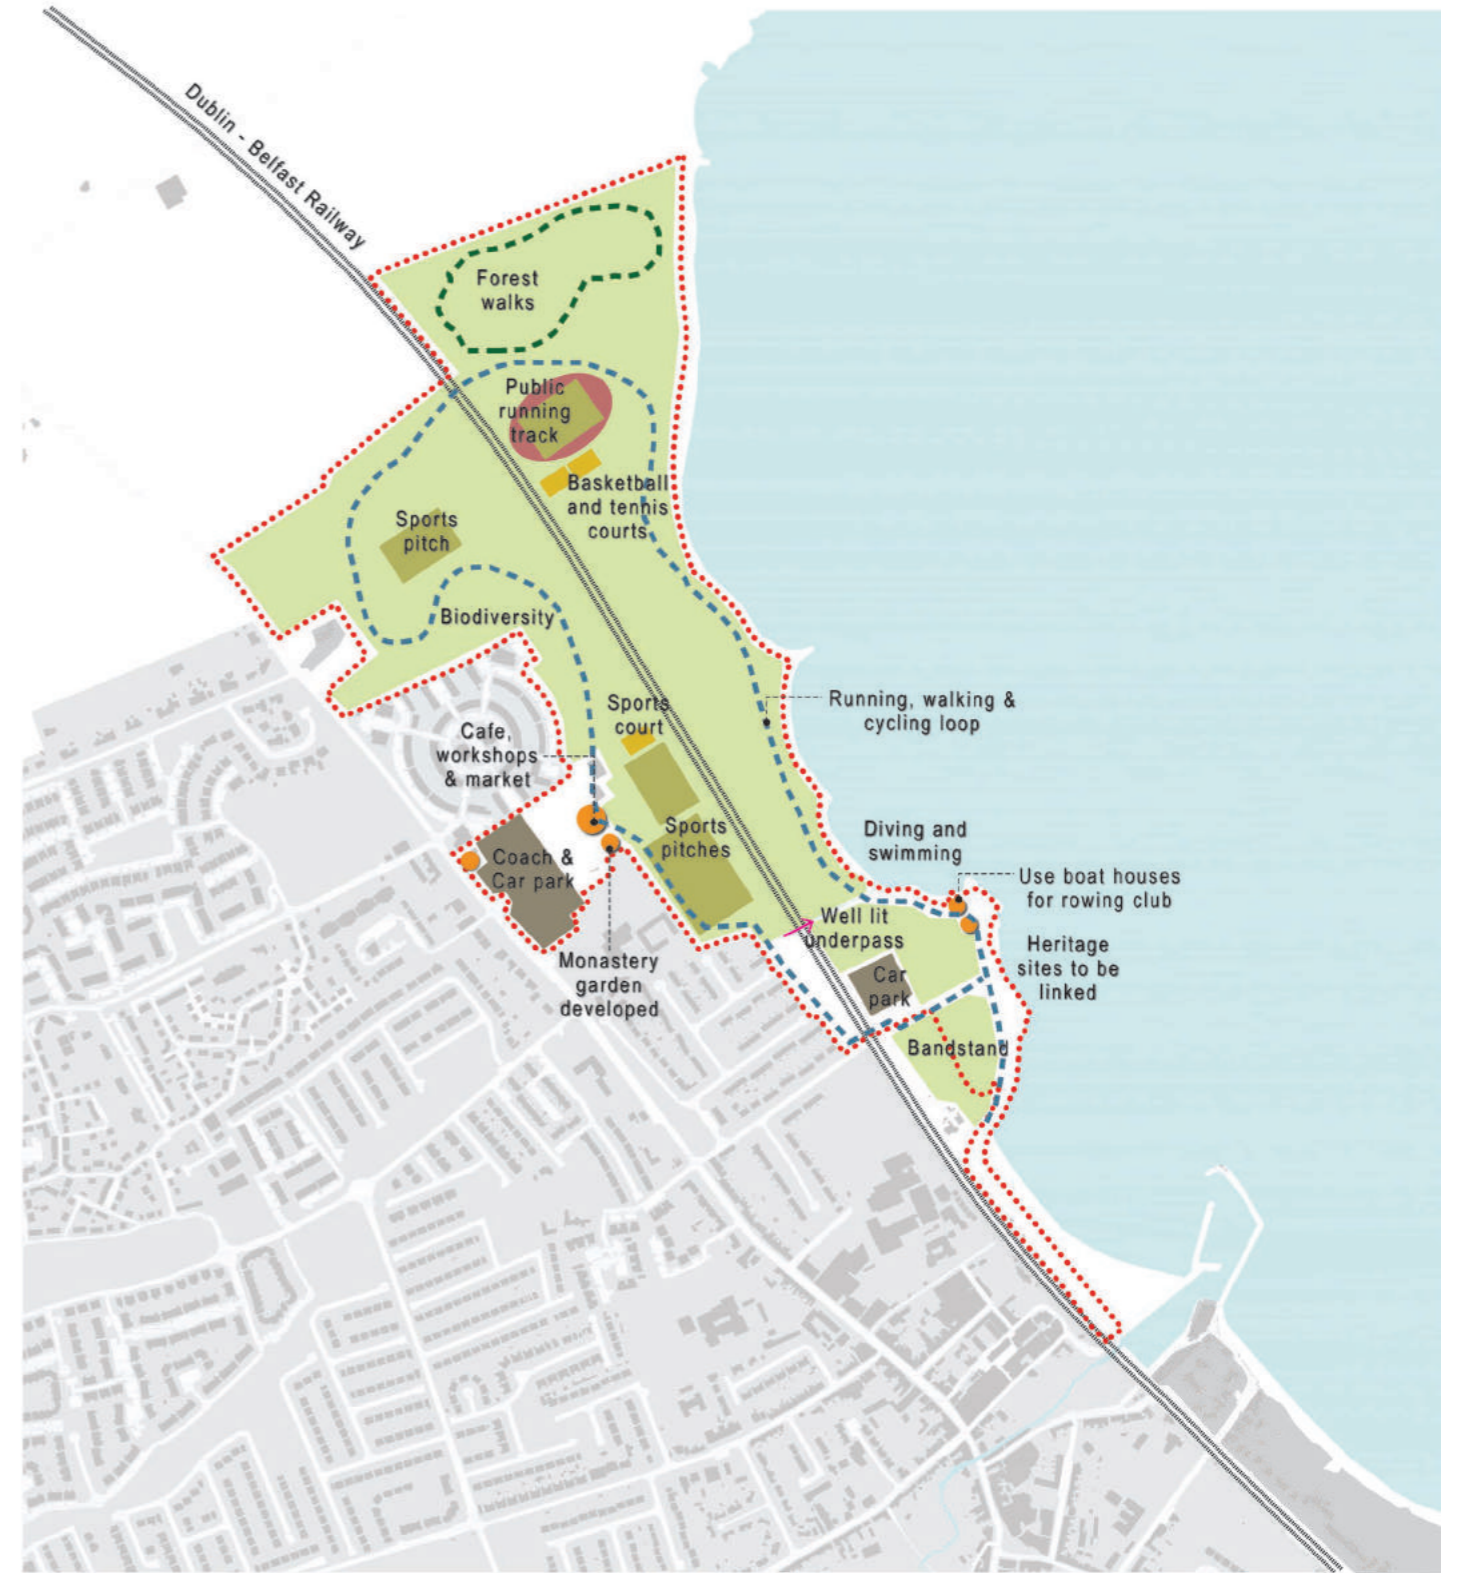 Dublin - Belfast Railway
Forest
walks
Public
running
track
Basketball
and tennis
courts
Sports
pitch
Biodiversity
Sports
court
Running, walking &
cycling loop
Cafe,
workshops
& market
Sports
pitches
Diving and
swimming
Coach &
Car park
Use boat houses
for rowing club
Well lit
underpass
Heritage
sites to be
linked
Monastery
garden
developed
Car
park
Bandstand